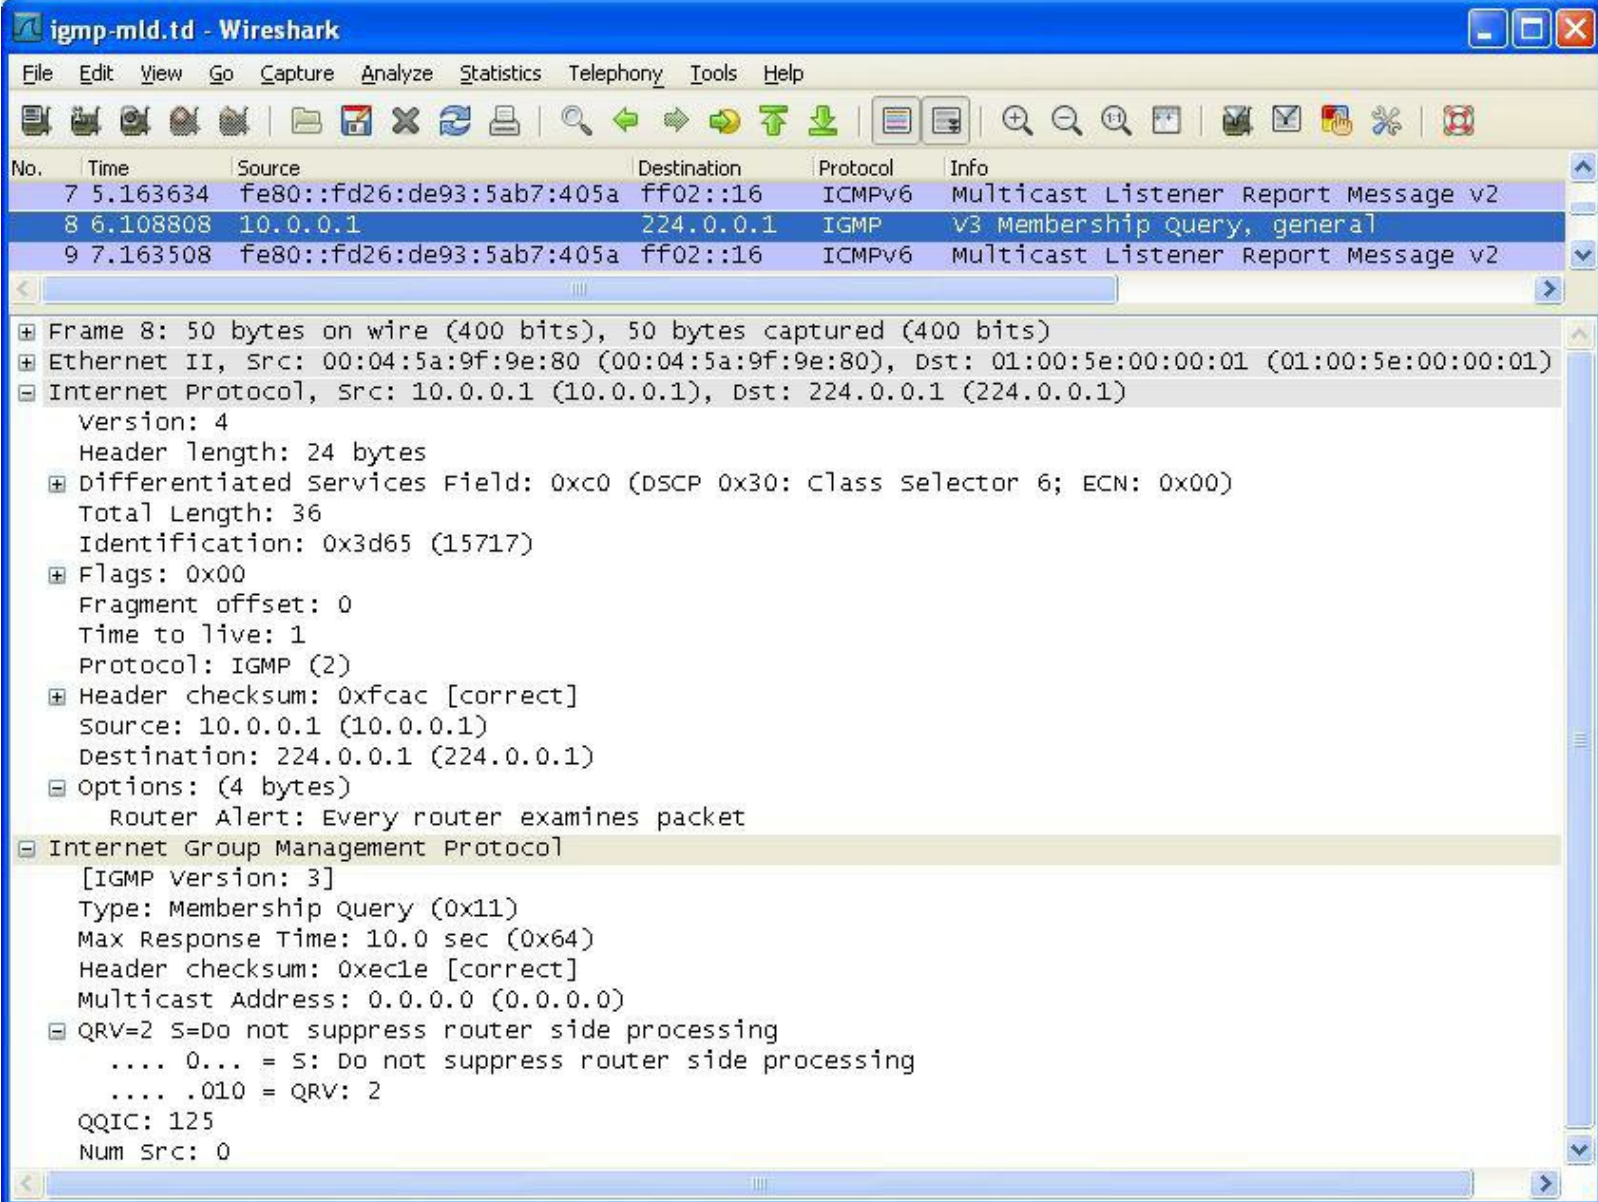 igmp-mld.td - Wireshark
File Edit View Go Capture Analyze Statistics Telephony Tools Help
No. Time Source Destination Protocol Info
7 5.163634 fe80::fd26:de93:5ab7:405a ff02::16 ICMPv6 Multicast Listener Report Message v2
8 6.108808 10.0.0.1 224.0.0.1 IGMP V3 Membership Query, general
9 7.163508 fe80::fd26:de93:5ab7:405a ff02::16 ICMPv6 Multicast Listener Report Message v2
Frame 8: 50 bytes on wire (400 bits), 50 bytes captured (400 bits)
Ethernet II, Src: 00:04:5a:9f:9e:80 (00:04:5a:9f:9e:80), Dst: 01:00:5e:00:00:01 (01:00:5e:00:00:01)
Internet Protocol, Src: 10.0.0.1 (10.0.0.1), Dst: 224.0.0.1 (224.0.0.1)
Version: 4
Header length: 24 bytes
Differentiated Services Field: 0xc0 (DSCP 0x30: Class Selector 6; ECN: 0x00)
Total Length: 36
Identification: 0x3d65 (15717)
Flags: 0x00
Fragment offset: 0
Time to live: 1
Protocol: IGMP (2)
Header checksum: 0xfcac [correct]
Source: 10.0.0.1 (10.0.0.1)
Destination: 224.0.0.1 (224.0.0.1)
Options: (4 bytes)
Router Alert: Every router examines packet
Internet Group Management Protocol
[IGMP Version: 3]
Type: Membership Query (0x11)
Max Response Time: 10.0 sec (0x64)
Header checksum: 0xec1e [correct]
Multicast Address: 0.0.0.0 (0.0.0.0)
QRV=2 S=Do not suppress router side processing
.... 0... = S: Do not suppress router side processing
.... .010 = QRV: 2
QQIC: 125
Num Src: 0